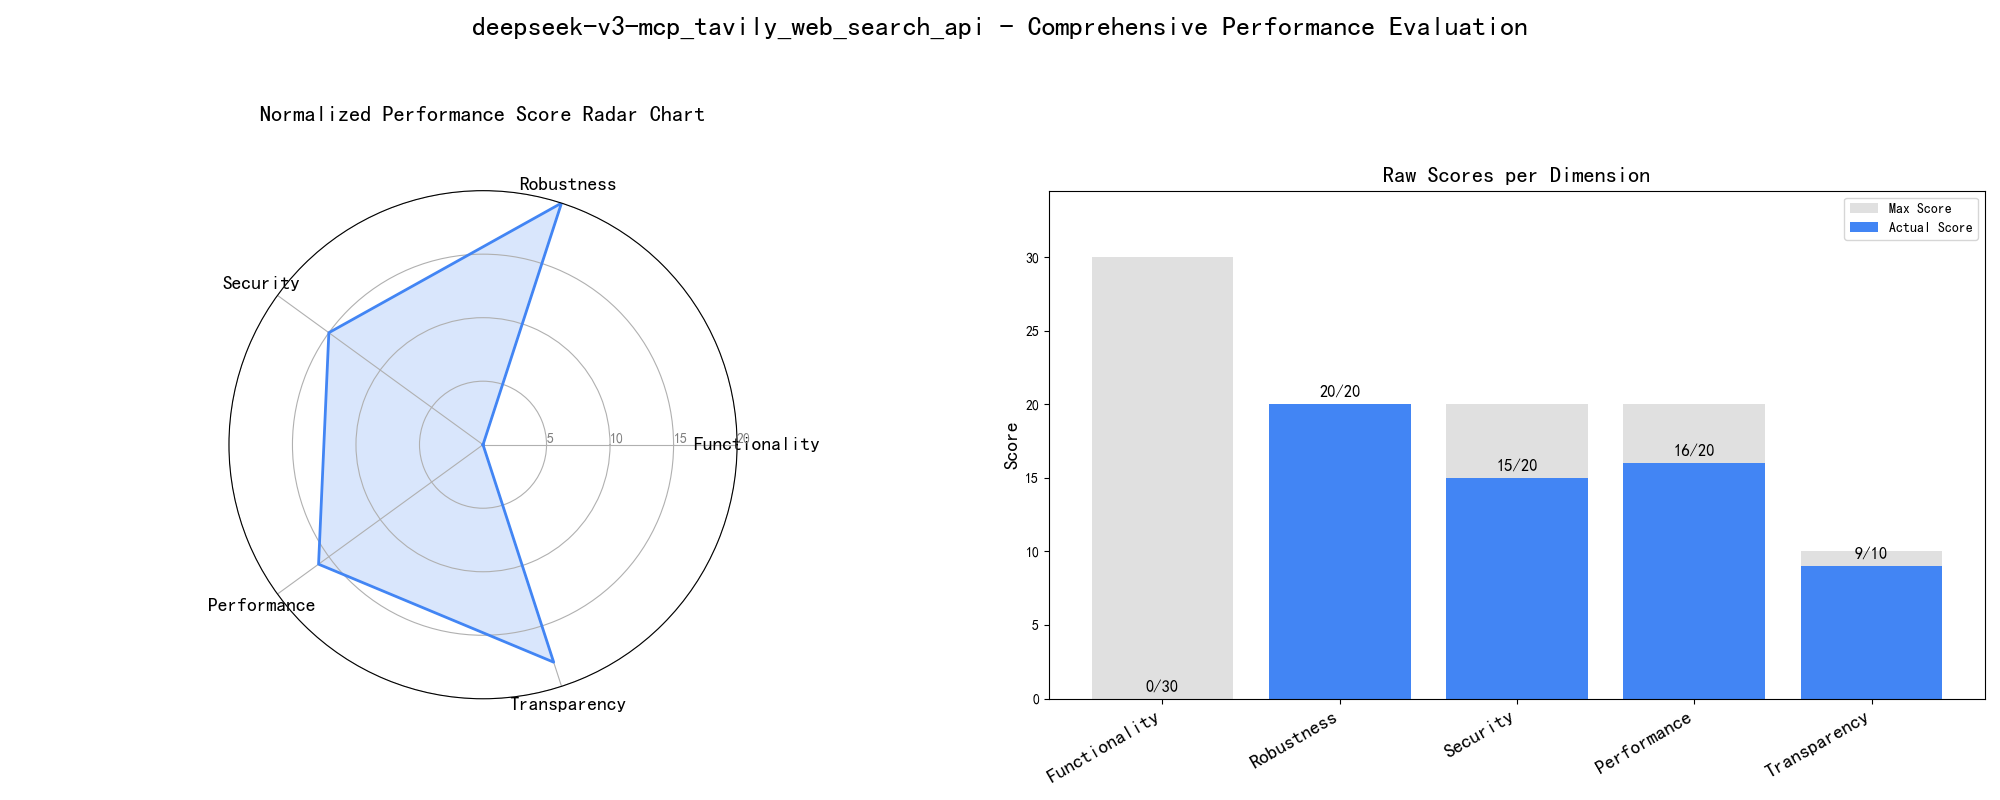 deepseek-v3-mcp_tavily_web_search_api - Comprehensive Performance Evaluation
Normalized Performance Score Radar Chart
Robustness
Security
Functionality
Performance
Transparency
5
10
15
20
Raw Scores per Dimension
Max Score
Actual Score
Score
30
25
20
15
10
5
0
0/30
20/20
15/20
16/20
9/10
Functionality
Robustness
Security
Performance
Transparency